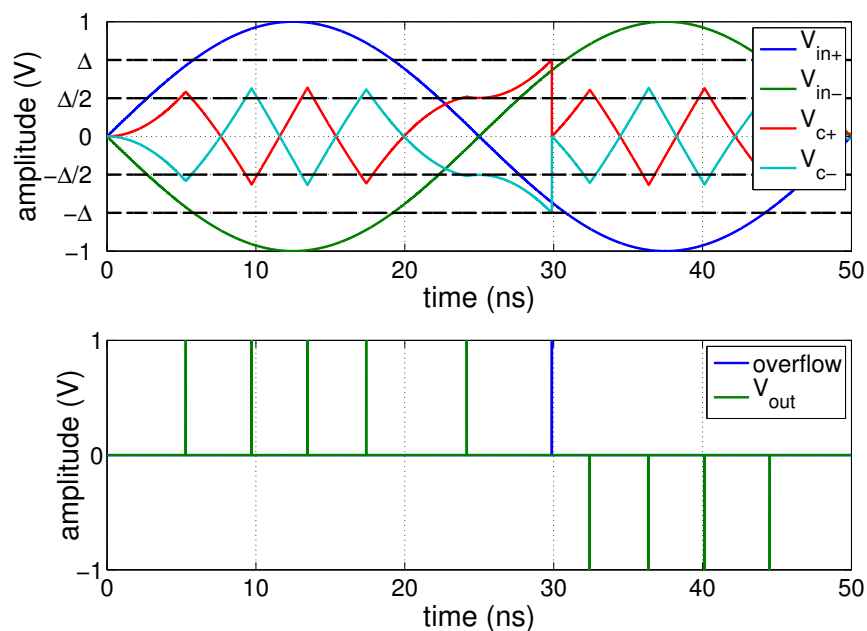 1
Δ
Δ/2
0
−Δ/2
−Δ
−1
amplitude (V)
0
10
20
30
40
50
time (ns)
V_in+
V_in−
V_c+
V_c−
1
0
−1
amplitude (V)
0
10
20
30
40
50
time (ns)
overflow
V_out